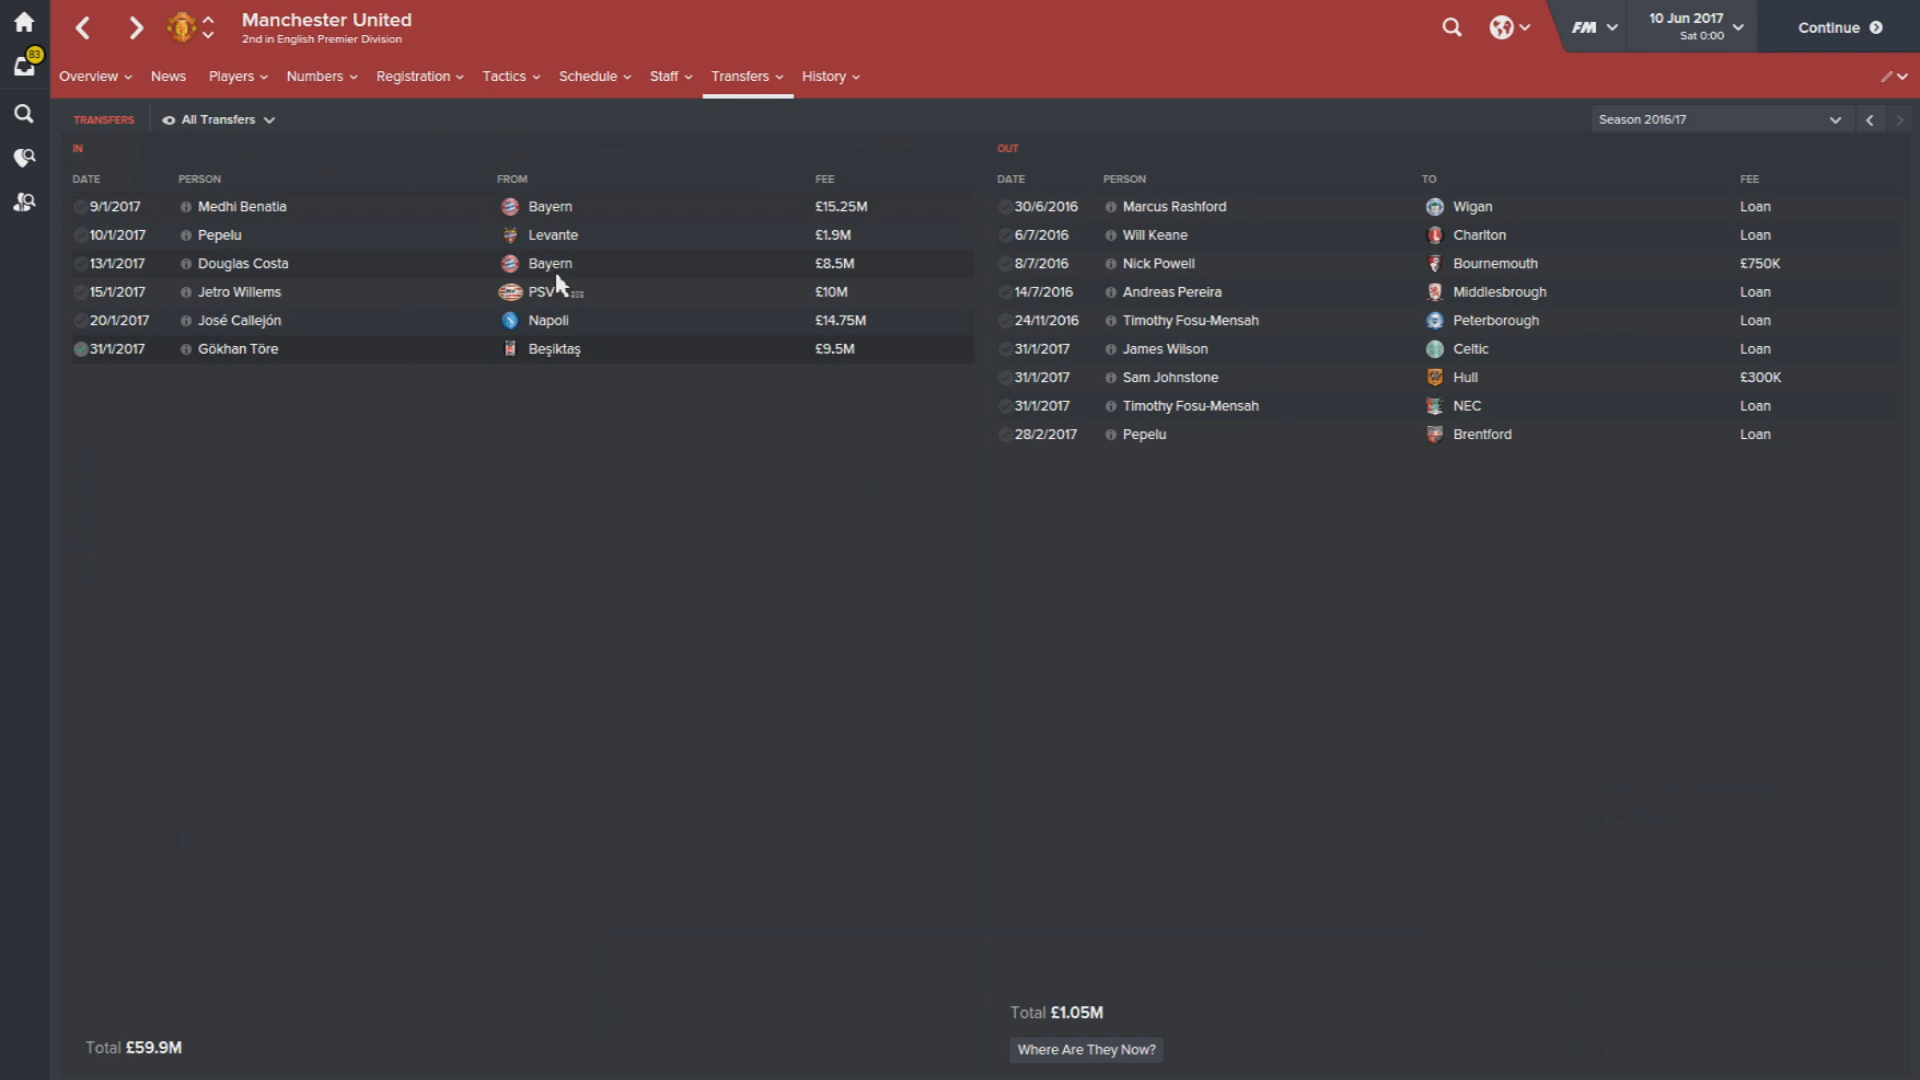 Manchester United
2nd in English Premier Division
FM
10 Jun 2017
Sat 0:00
Continue
83
Overview News Players Numbers Registration Tactics Schedule Staff Transfers History
TRANSFERS All Transfers Season 2016/17
IN
DATE PERSON FROM FEE
9/1/2017 Medhi Benatia Bayern £15.25M
10/1/2017 Pepelu Levante £1.9M
13/1/2017 Douglas Costa Bayern £8.5M
15/1/2017 Jetro Willems PSV £10M
20/1/2017 José Callejón Napoli £14.75M
31/1/2017 Gökhan Töre Beşiktaş £9.5M
Total £59.9M
OUT
DATE PERSON TO FEE
30/6/2016 Marcus Rashford Wigan Loan
6/7/2016 Will Keane Charlton Loan
8/7/2016 Nick Powell Bournemouth £750K
14/7/2016 Andreas Pereira Middlesbrough Loan
24/11/2016 Timothy Fosu-Mensah Peterborough Loan
31/1/2017 James Wilson Celtic Loan
31/1/2017 Sam Johnstone Hull £300K
31/1/2017 Timothy Fosu-Mensah NEC Loan
28/2/2017 Pepelu Brentford Loan
Total £1.05M
Where Are They Now?